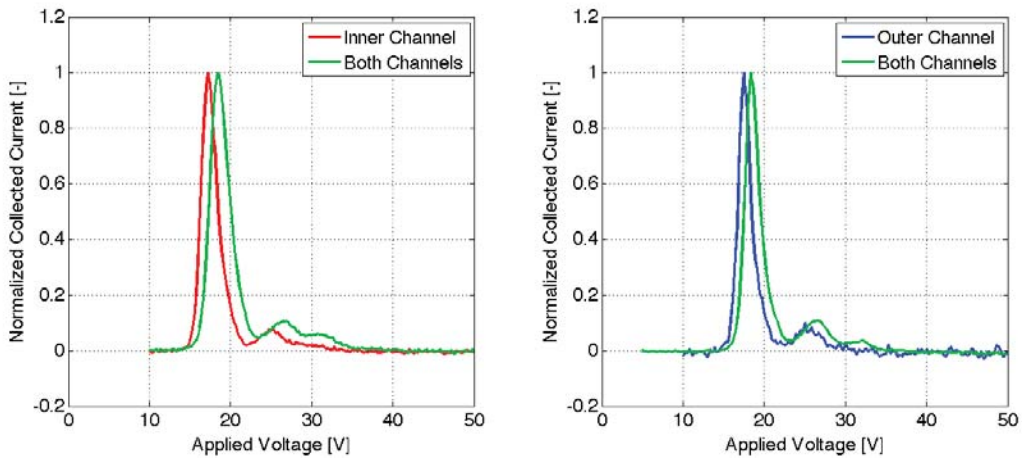 1.2
1
0.8
0.6
0.4
0.2
0
-0.2
Normalized Collected Current [-]
Inner Channel
Both Channels
0 10 20 30 40 50
Applied Voltage [V]
1.2
1
0.8
0.6
0.4
0.2
0
-0.2
Normalized Collected Current [-]
Outer Channel
Both Channels
0 10 20 30 40 50
Applied Voltage [V]